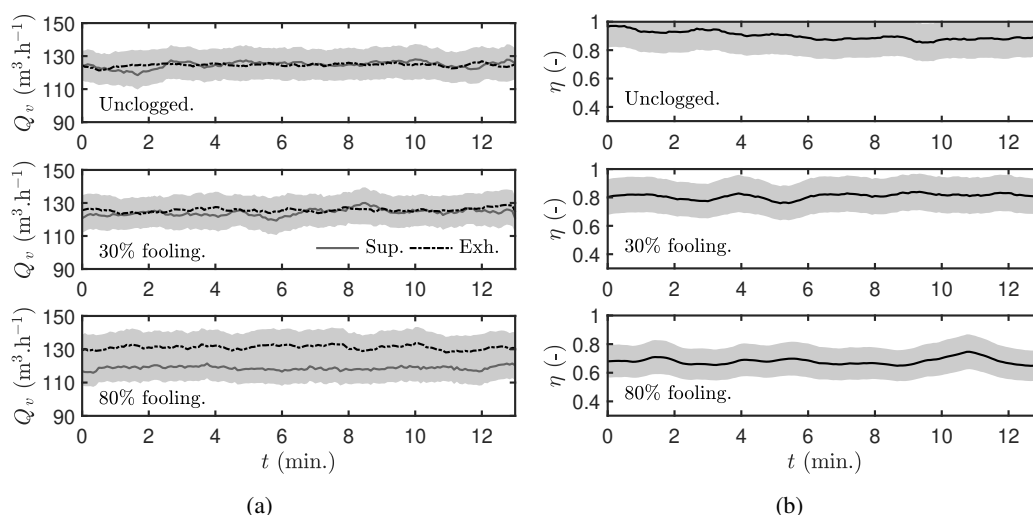 150
130
110
90
Q_v (m³.h⁻¹)
Unclogged.
0 2 4 6 8 10 12
150
130
110
90
Q_v (m³.h⁻¹)
30% fooling.
Sup. Exh.
0 2 4 6 8 10 12
150
130
110
90
Q_v (m³.h⁻¹)
80% fooling.
0 2 4 6 8 10 12
t (min.)
(a)
1
0.8
0.6
0.4
η (-)
Unclogged.
0 2 4 6 8 10 12
1
0.8
0.6
0.4
η (-)
30% fooling.
0 2 4 6 8 10 12
1
0.8
0.6
0.4
η (-)
80% fooling.
0 2 4 6 8 10 12
t (min.)
(b)